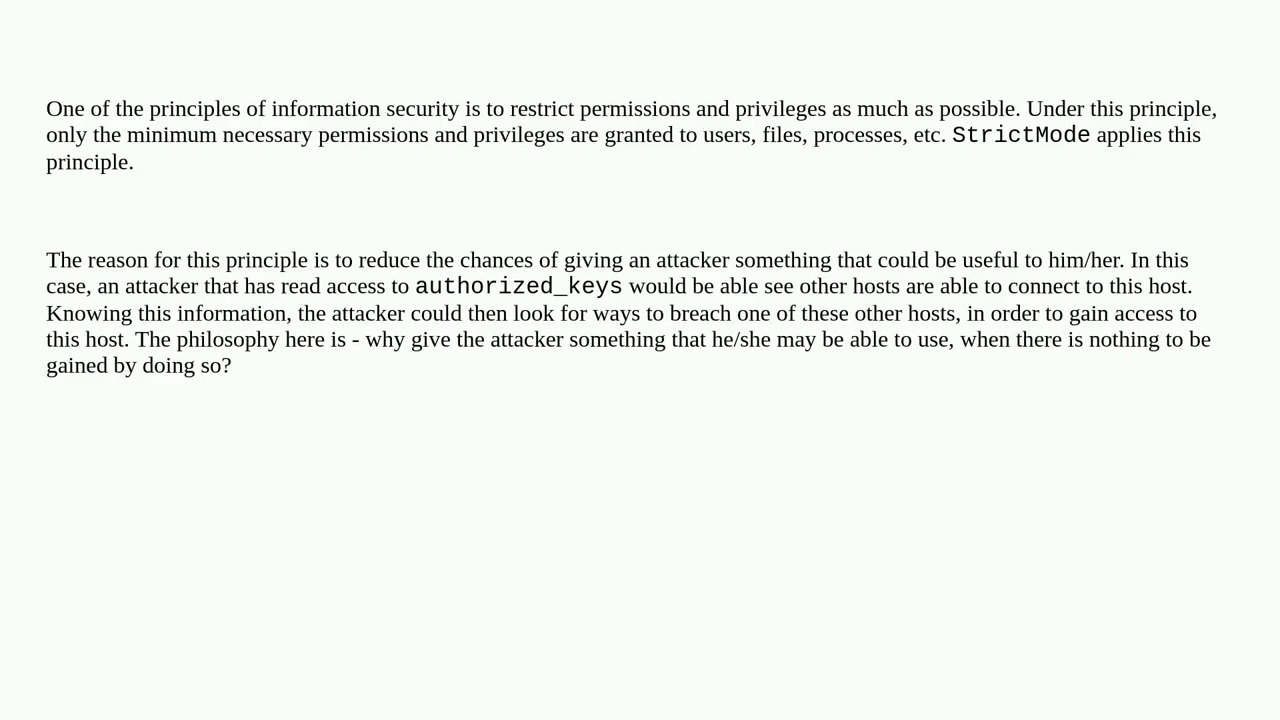 One of the principles of information security is to restrict permissions and privileges as much as possible. Under this principle,
only the minimum necessary permissions and privileges are granted to users, files, processes, etc. StrictMode applies this
principle.
The reason for this principle is to reduce the chances of giving an attacker something that could be useful to him/her. In this
case, an attacker that has read access to authorized_keys would be able see other hosts are able to connect to this host.
Knowing this information, the attacker could then look for ways to breach one of these other hosts, in order to gain access to
this host. The philosophy here is - why give the attacker something that he/she may be able to use, when there is nothing to be
gained by doing so?